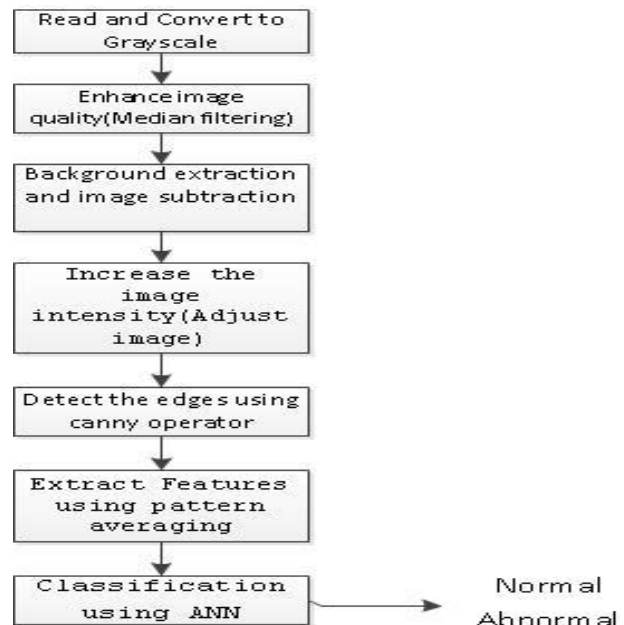 Read and Convert to
Grayscale
Enhance image
quality(Median filtering)
Background extraction
and image subtraction
Increase the
image
intensity(Adjust
image)
Detect the edges using
canny operator
Extract Features
using pattern
averaging
Classification
using ANN
Normal
Abnormal